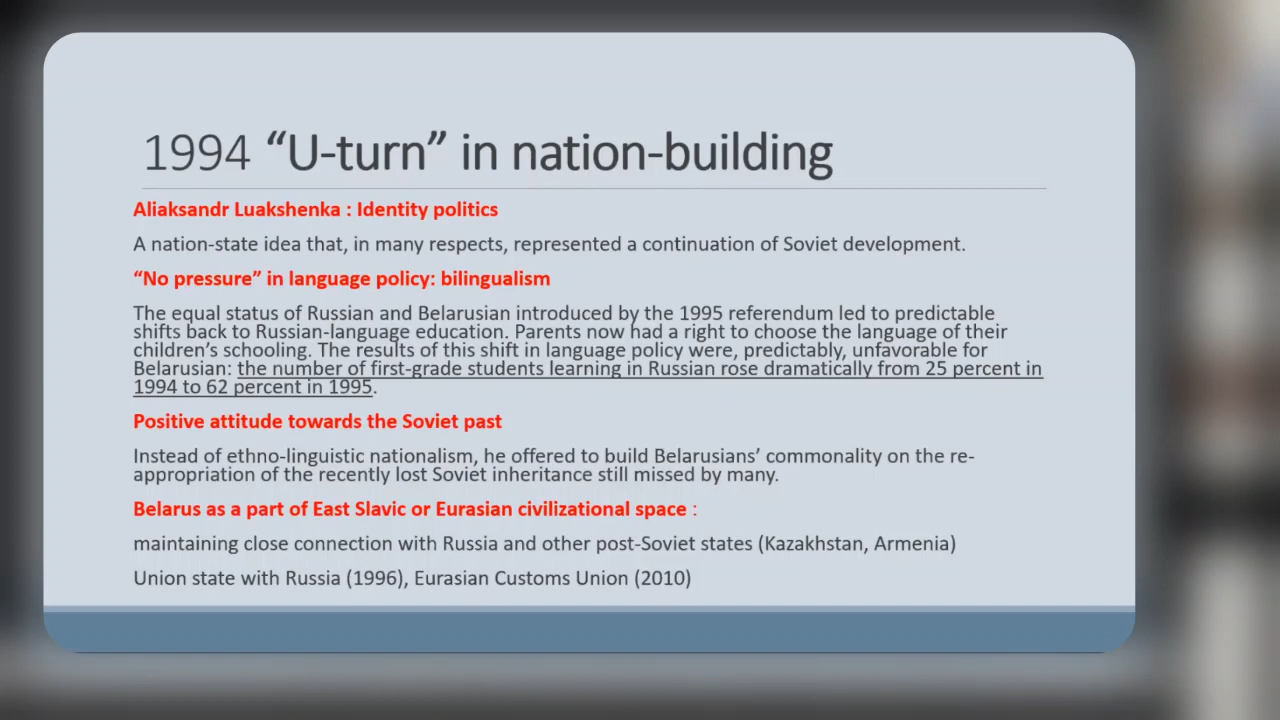 1994 “U-turn” in nation-building
Aliaksandr Luakshenka : Identity politics
A nation-state idea that, in many respects, represented a continuation of Soviet development.
“No pressure” in language policy: bilingualism
The equal status of Russian and Belarusian introduced by the 1995 referendum led to predictable
shifts back to Russian-language education. Parents now had a right to choose the language of their
children’s schooling. The results of this shift in language policy were, predictably, unfavorable for
Belarusian: the number of first-grade students learning in Russian rose dramatically from 25 percent in
1994 to 62 percent in 1995.
Positive attitude towards the Soviet past
Instead of ethno-linguistic nationalism, he offered to build Belarusians’ commonality on the re-
appropriation of the recently lost Soviet inheritance still missed by many.
Belarus as a part of East Slavic or Eurasian civilizational space :
maintaining close connection with Russia and other post-Soviet states (Kazakhstan, Armenia)
Union state with Russia (1996), Eurasian Customs Union (2010)